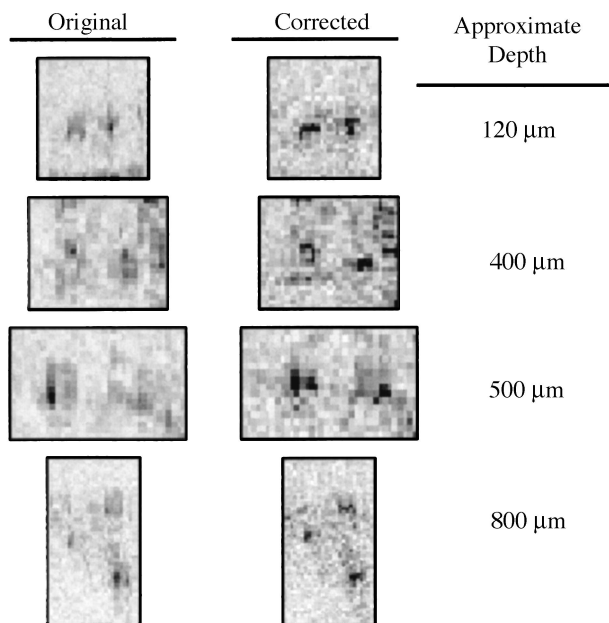 Original
Corrected
Approximate
Depth
120 µm
400 µm
500 µm
800 µm